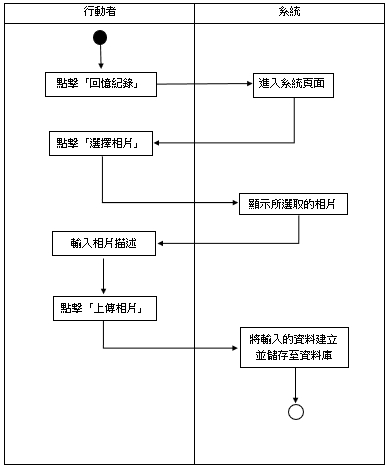 行動者
系統
點擊「回憶紀錄」
進入系統頁面
點擊「選擇相片」
顯示所選取的相片
輸入相片描述
點擊「上傳相片」
將輸入的資料建立
並儲存至資料庫